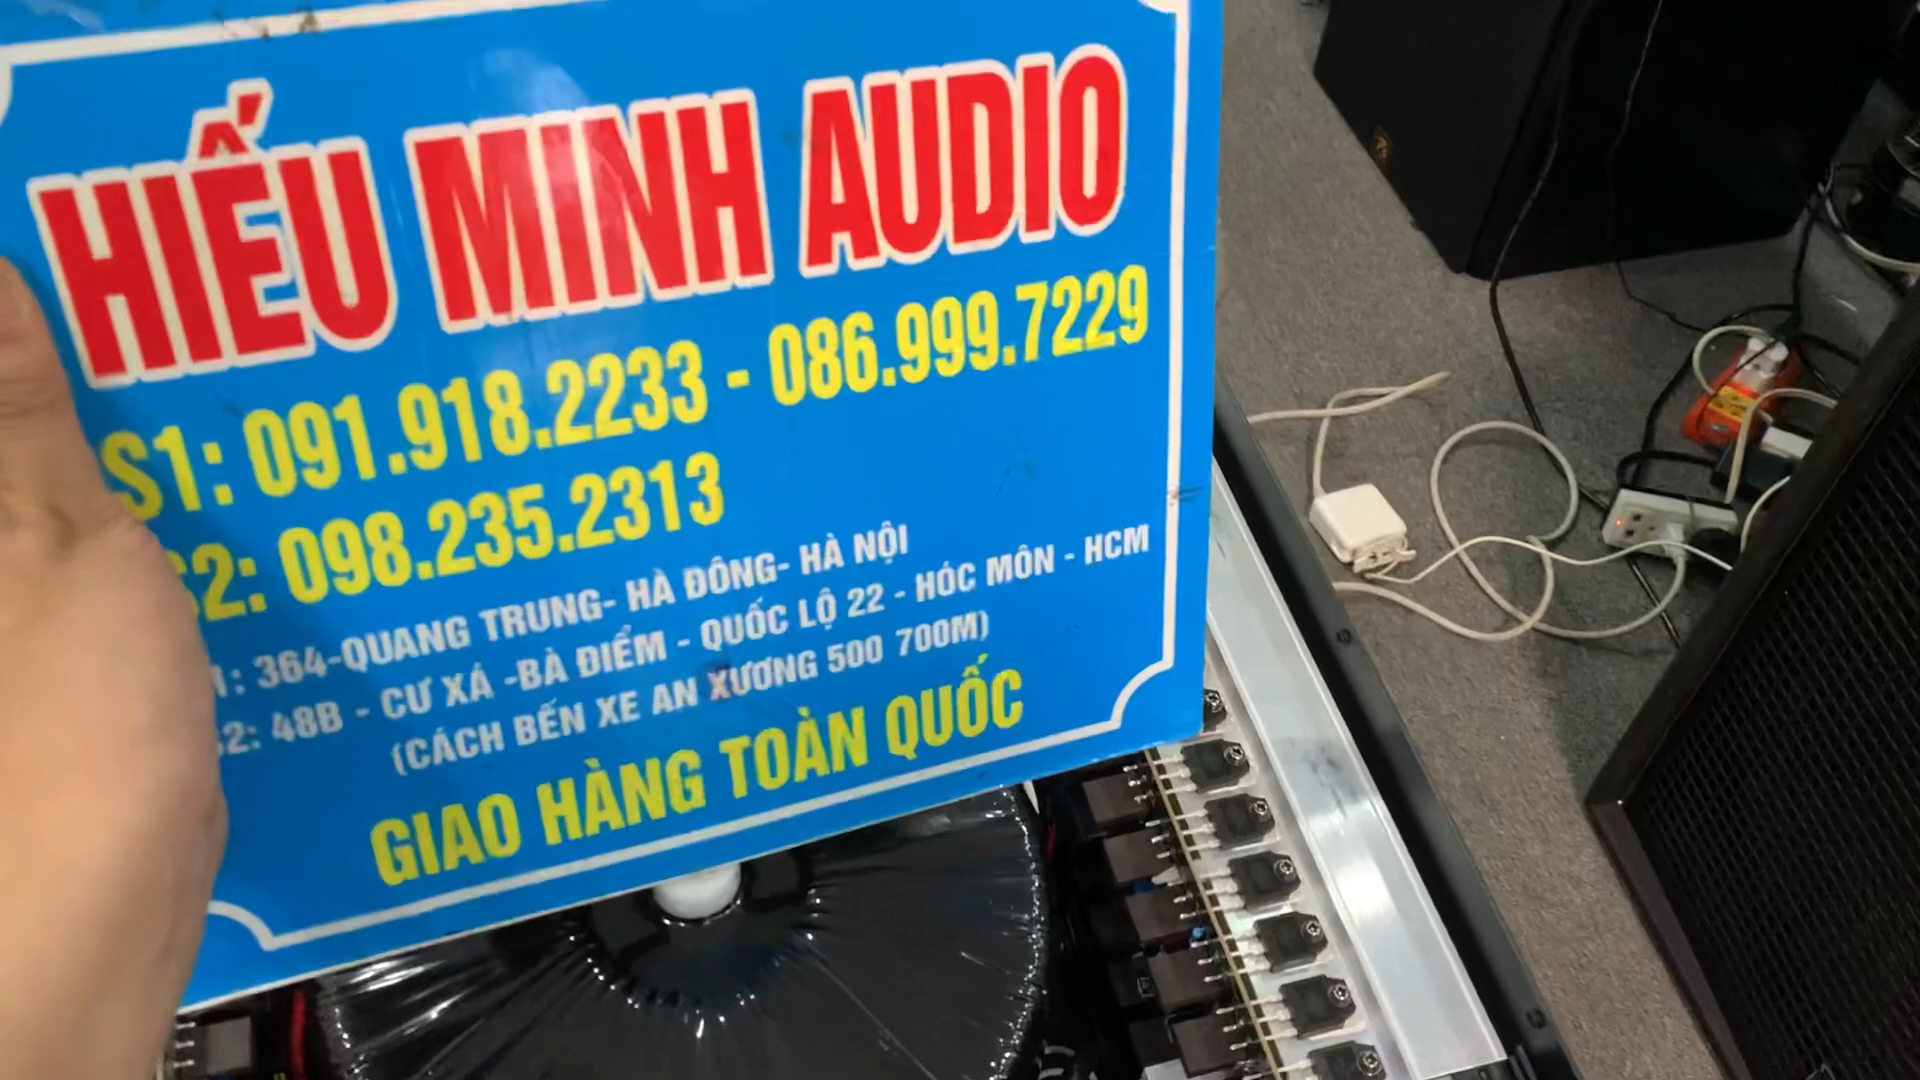 HIẾU MINH AUDIO
S1: 091.918.2233 - 086.999.7229
S2: 098.235.2313
1: 364-QUANG TRUNG- HÀ ĐÔNG- HÀ NỘI
2: 48B - CƯ XÁ -BÀ ĐIỂM - QUỐC LỘ 22 - HÓC MÔN - HCM
(CÁCH BẾN XE AN XƯƠNG 500 700M)
GIAO HÀNG TOÀN QUỐC